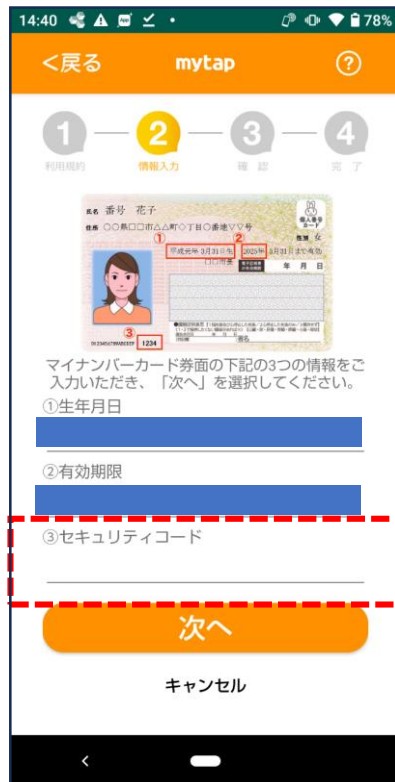 14:40 78%
<戻る mytap ?
1 2 3 4
利用規約 情報入力 確認 完了
氏名 番号 花子
個人番号カード
住所 ○○県□□市△△町◇丁目○番地▽▽号
性別 女
① ②
平成元年 3月31日生 2025年 3月31日まで有効
□□市長
年 月 日
③
0123456789ABCDEF 1234
署名
マイナンバーカード券面の下記の3つの情報をご
入力いただき、「次へ」を選択してください。
①生年月日
②有効期限
③セキュリティコード
次へ
キャンセル